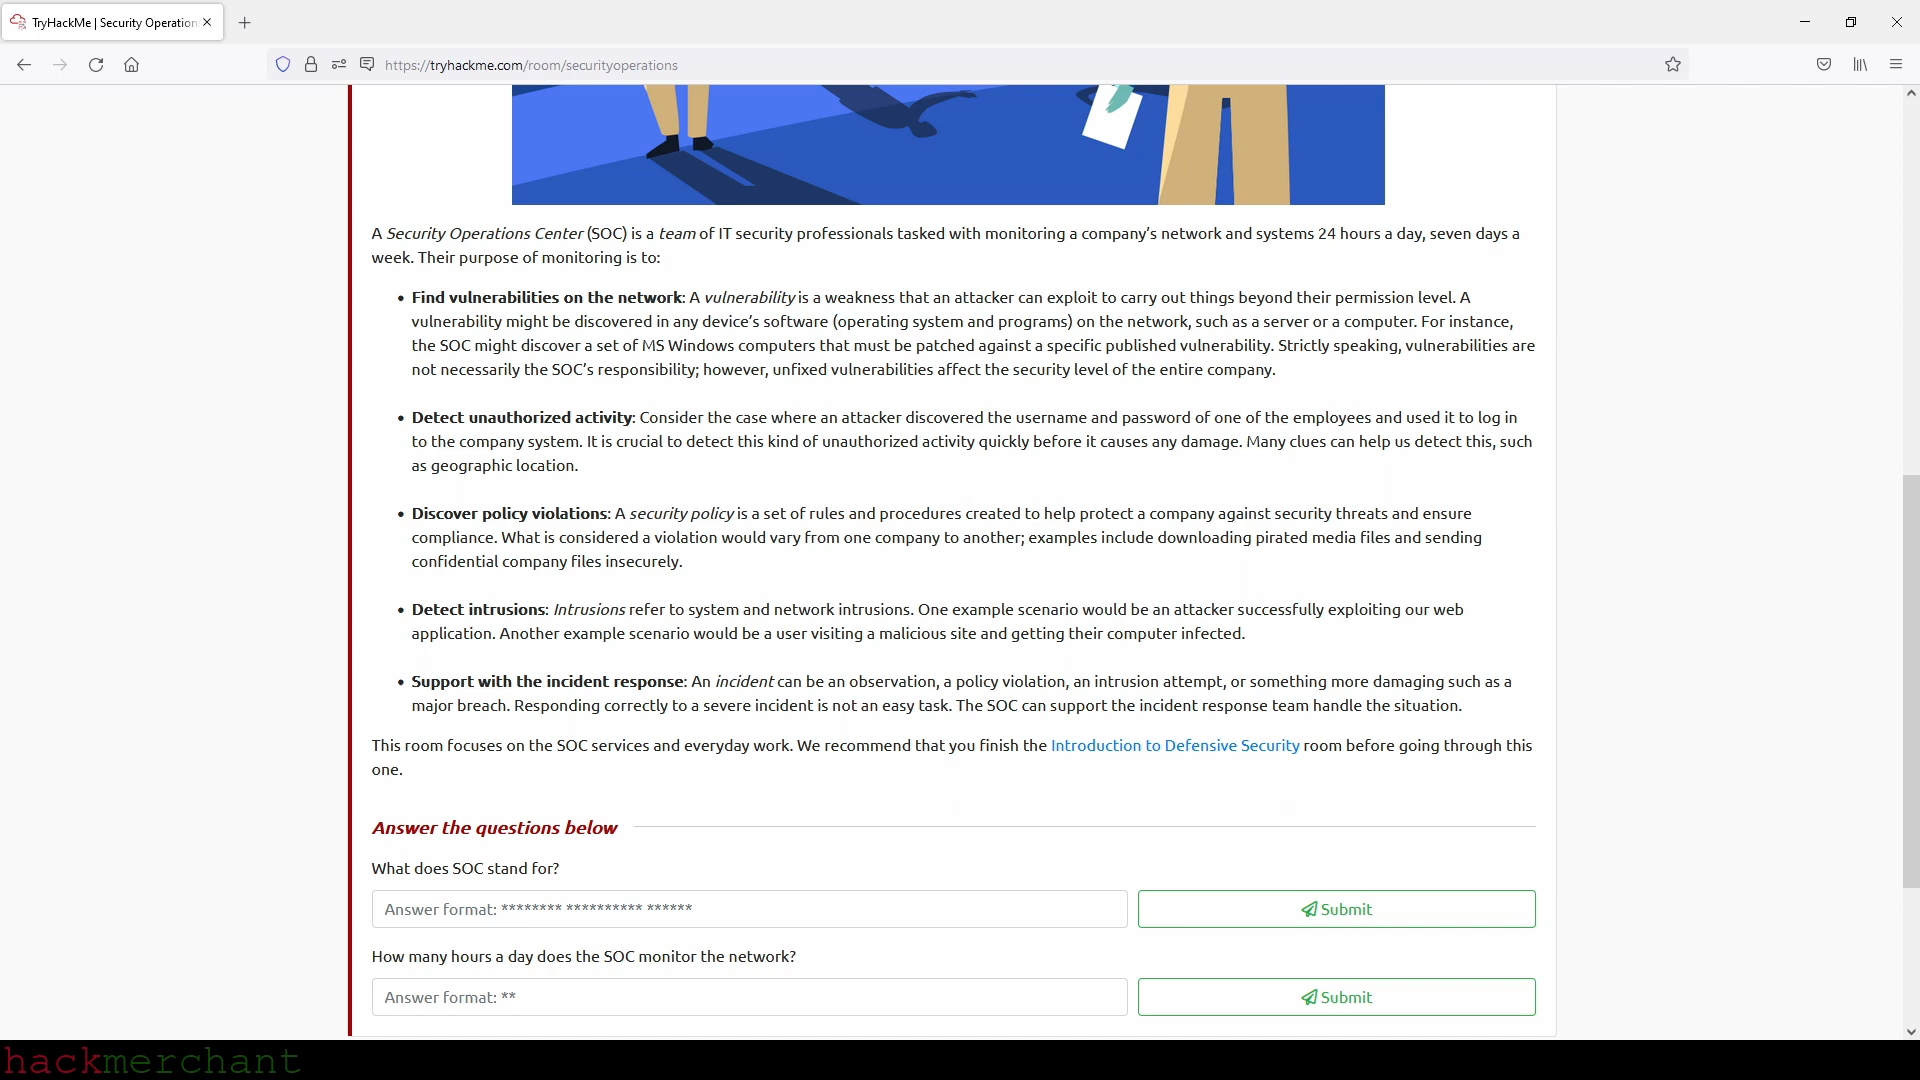 TryHackMe | Security Operation
https://tryhackme.com/room/securityoperations
A Security Operations Center (SOC) is a team of IT security professionals tasked with monitoring a company's network and systems 24 hours a day, seven days a
week. Their purpose of monitoring is to:
• Find vulnerabilities on the network: A vulnerability is a weakness that an attacker can exploit to carry out things beyond their permission level. A
vulnerability might be discovered in any device's software (operating system and programs) on the network, such as a server or a computer. For instance,
the SOC might discover a set of MS Windows computers that must be patched against a specific published vulnerability. Strictly speaking, vulnerabilities are
not necessarily the SOC's responsibility; however, unfixed vulnerabilities affect the security level of the entire company.
• Detect unauthorized activity: Consider the case where an attacker discovered the username and password of one of the employees and used it to log in
to the company system. It is crucial to detect this kind of unauthorized activity quickly before it causes any damage. Many clues can help us detect this, such
as geographic location.
• Discover policy violations: A security policy is a set of rules and procedures created to help protect a company against security threats and ensure
compliance. What is considered a violation would vary from one company to another; examples include downloading pirated media files and sending
confidential company files insecurely.
• Detect intrusions: Intrusions refer to system and network intrusions. One example scenario would be an attacker successfully exploiting our web
application. Another example scenario would be a user visiting a malicious site and getting their computer infected.
• Support with the incident response: An incident can be an observation, a policy violation, an intrusion attempt, or something more damaging such as a
major breach. Responding correctly to a severe incident is not an easy task. The SOC can support the incident response team handle the situation.
This room focuses on the SOC services and everyday work. We recommend that you finish the Introduction to Defensive Security room before going through this
one.
Answer the questions below
What does SOC stand for?
Answer format: ******** ********** ******
Submit
How many hours a day does the SOC monitor the network?
Answer format: **
Submit
hackmerchant